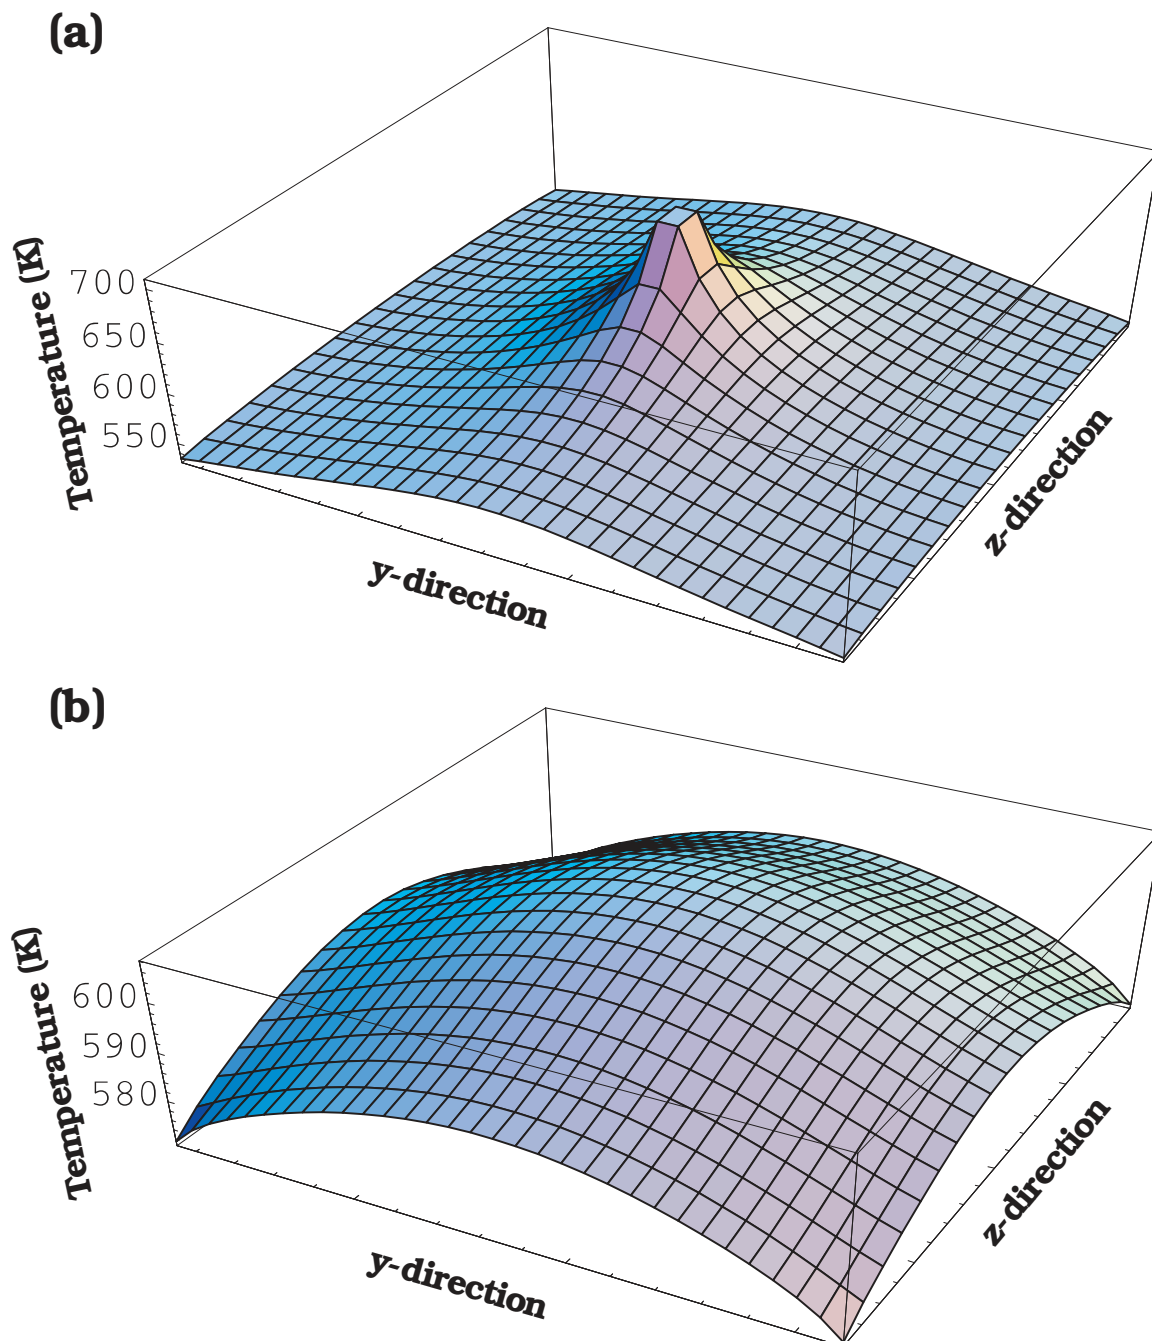 (a)
Temperature (K)
700
650
600
550
y-direction
z-direction
(b)
Temperature (K)
600
590
580
y-direction
z-direction